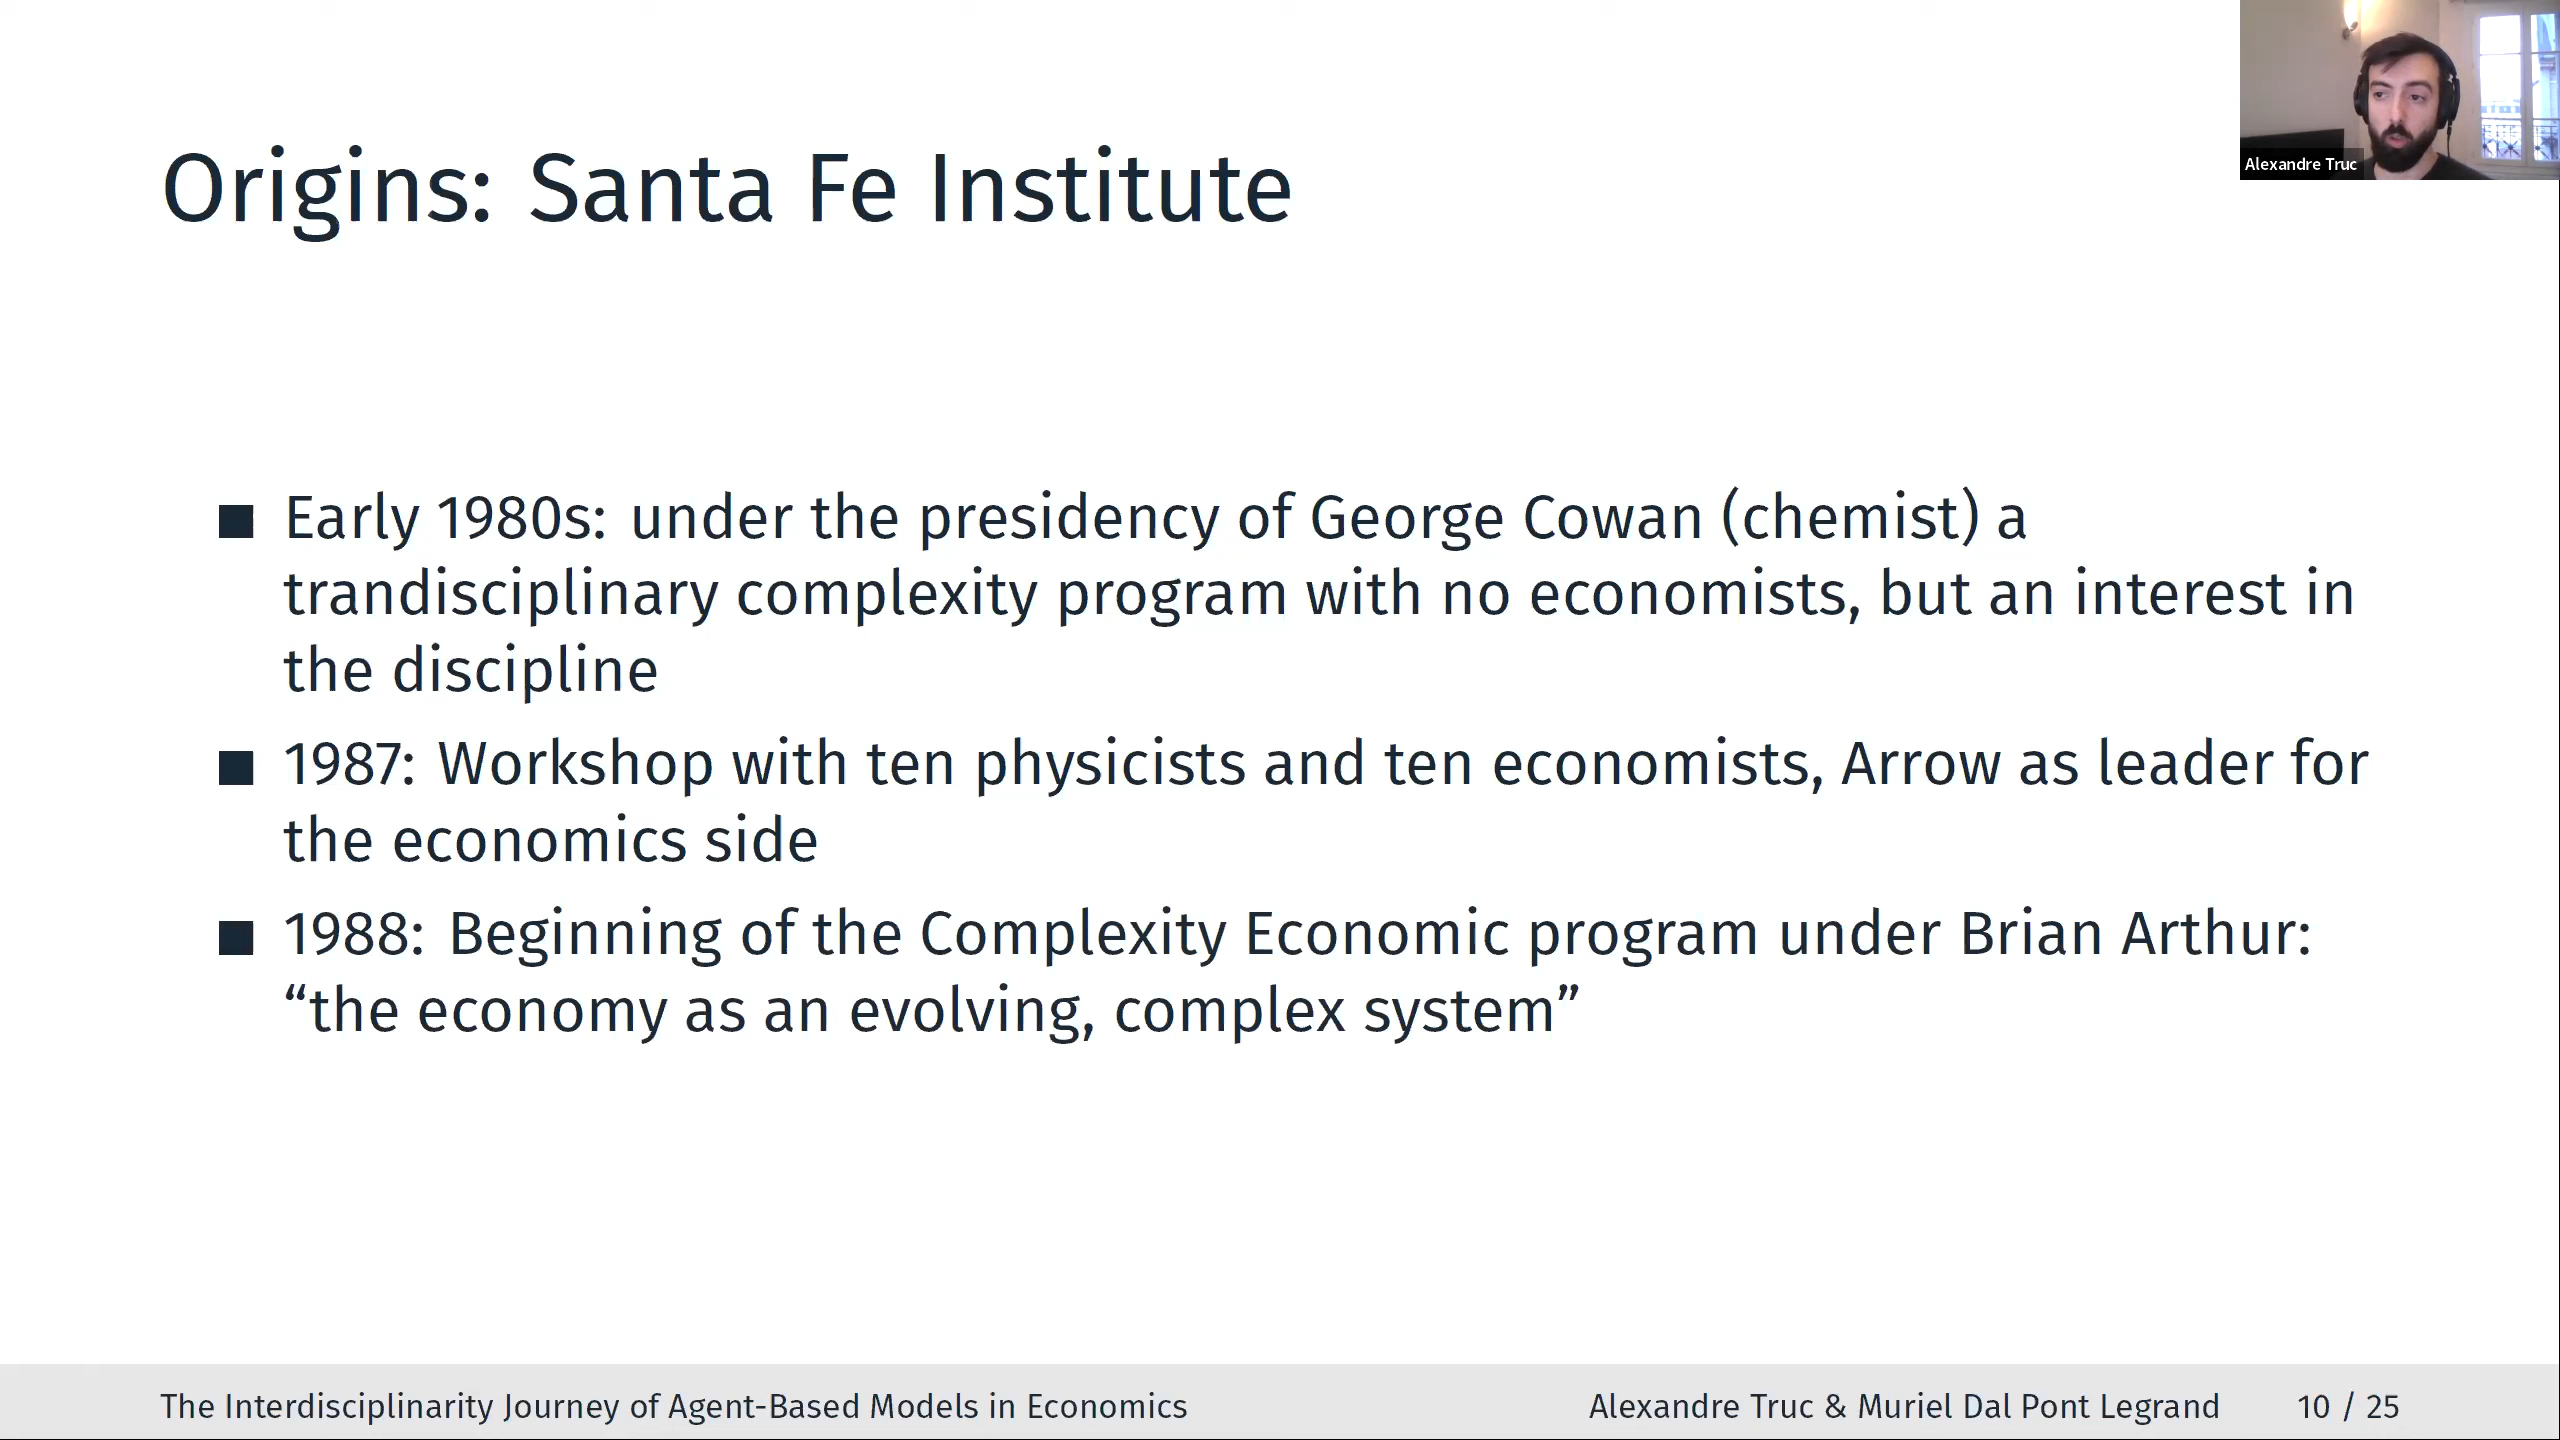 Origins: Santa Fe Institute
Alexandre Truc
■ Early 1980s: under the presidency of George Cowan (chemist) a
trandisciplinary complexity program with no economists, but an interest in
the discipline
■ 1987: Workshop with ten physicists and ten economists, Arrow as leader for
the economics side
■ 1988: Beginning of the Complexity Economic program under Brian Arthur:
“the economy as an evolving, complex system”
The Interdisciplinarity Journey of Agent-Based Models in Economics
Alexandre Truc & Muriel Dal Pont Legrand
10 / 25